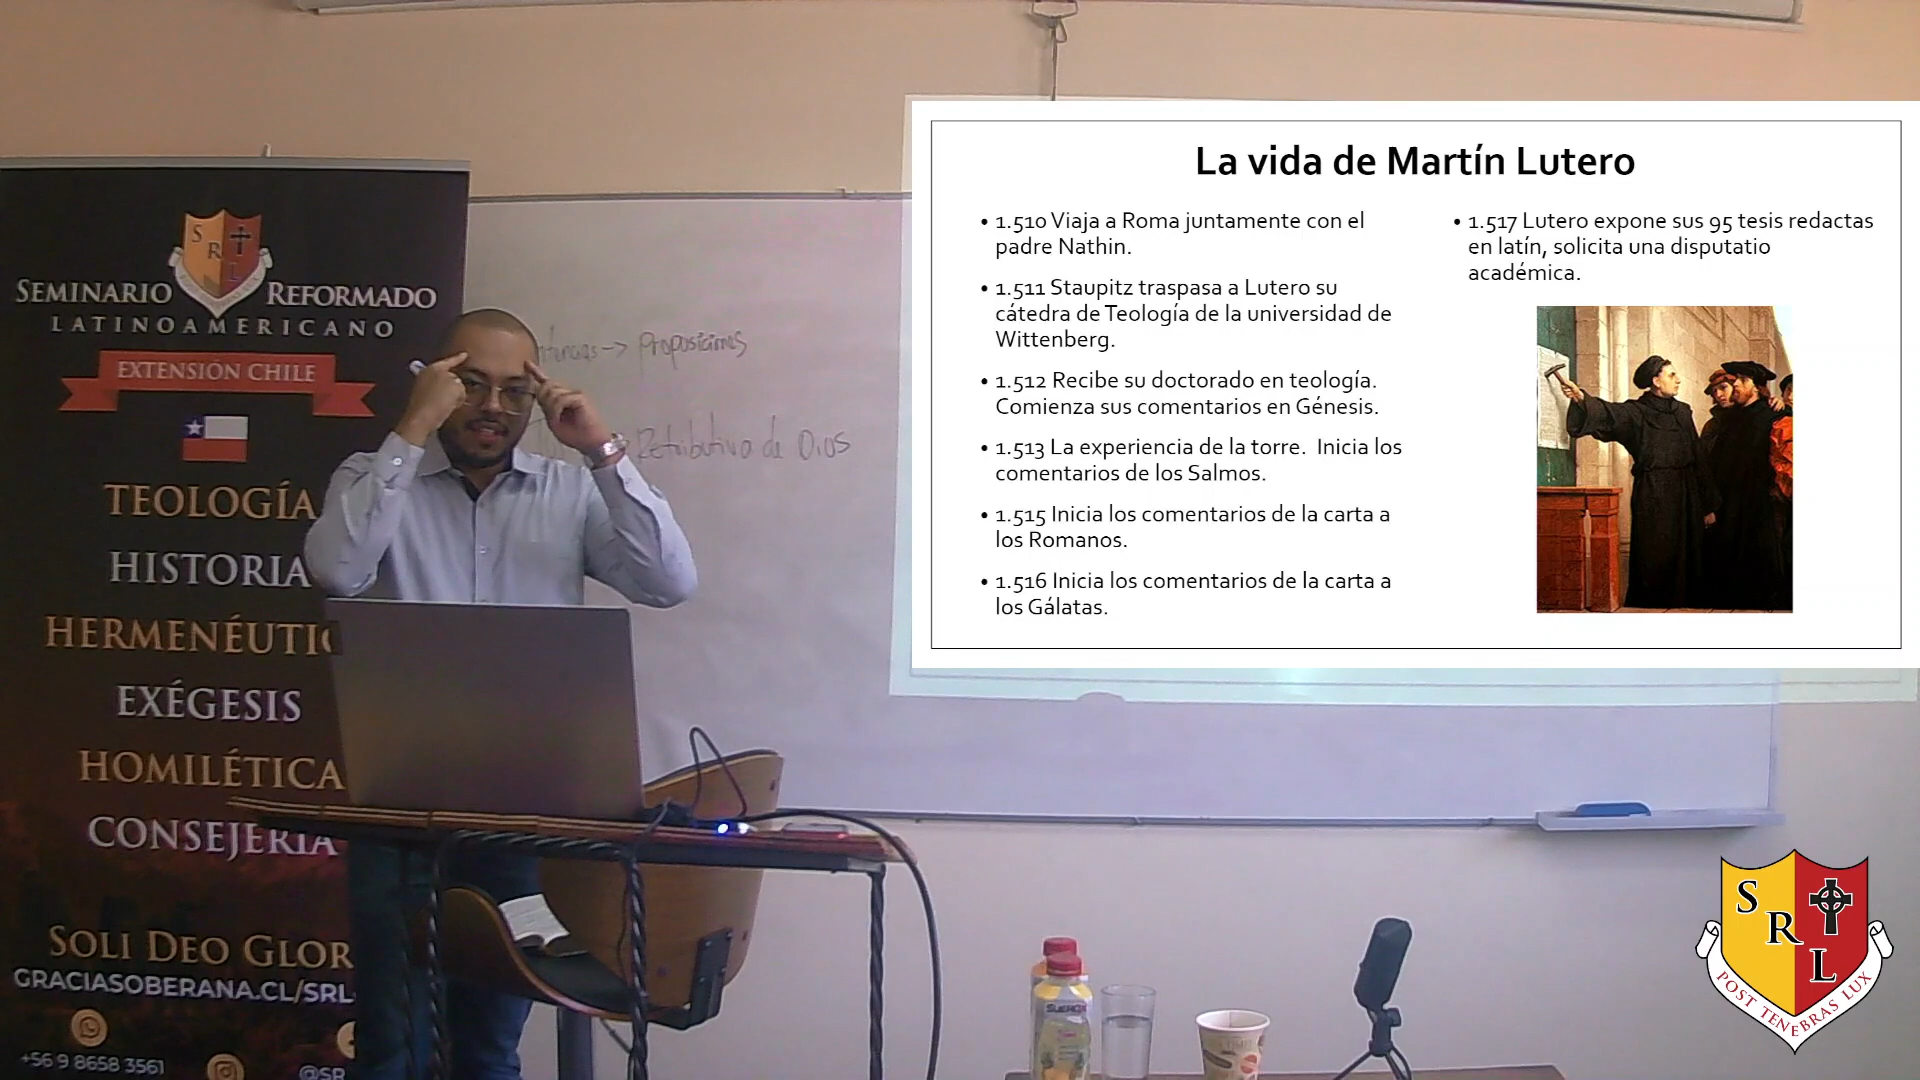 S
R
L
SEMINARIO REFORMADO
LATINOAMERICANO
EXTENSIÓN CHILE
TEOLOGÍA
HISTORIA
HERMENÉUTIC
EXÉGESIS
HOMILÉTICA
CONSEJERÍA
SOLI DEO GLOR
GRACIASOBERANA.CL/SRL
+56 9 8658 3561
@SR
-> Proposiciones
Retributiva de Dios
La vida de Martín Lutero
• 1.510 Viaja a Roma juntamente con el
padre Nathin.
• 1.511 Staupitz traspasa a Lutero su
cátedra de Teología de la universidad de
Wittenberg.
• 1.512 Recibe su doctorado en teología.
Comienza sus comentarios en Génesis.
• 1.513 La experiencia de la torre. Inicia los
comentarios de los Salmos.
• 1.515 Inicia los comentarios de la carta a
los Romanos.
• 1.516 Inicia los comentarios de la carta a
los Gálatas.
• 1.517 Lutero expone sus 95 tesis redactas
en latín, solicita una disputatio
académica.
S
R
L
POST TENEBRAS LUX